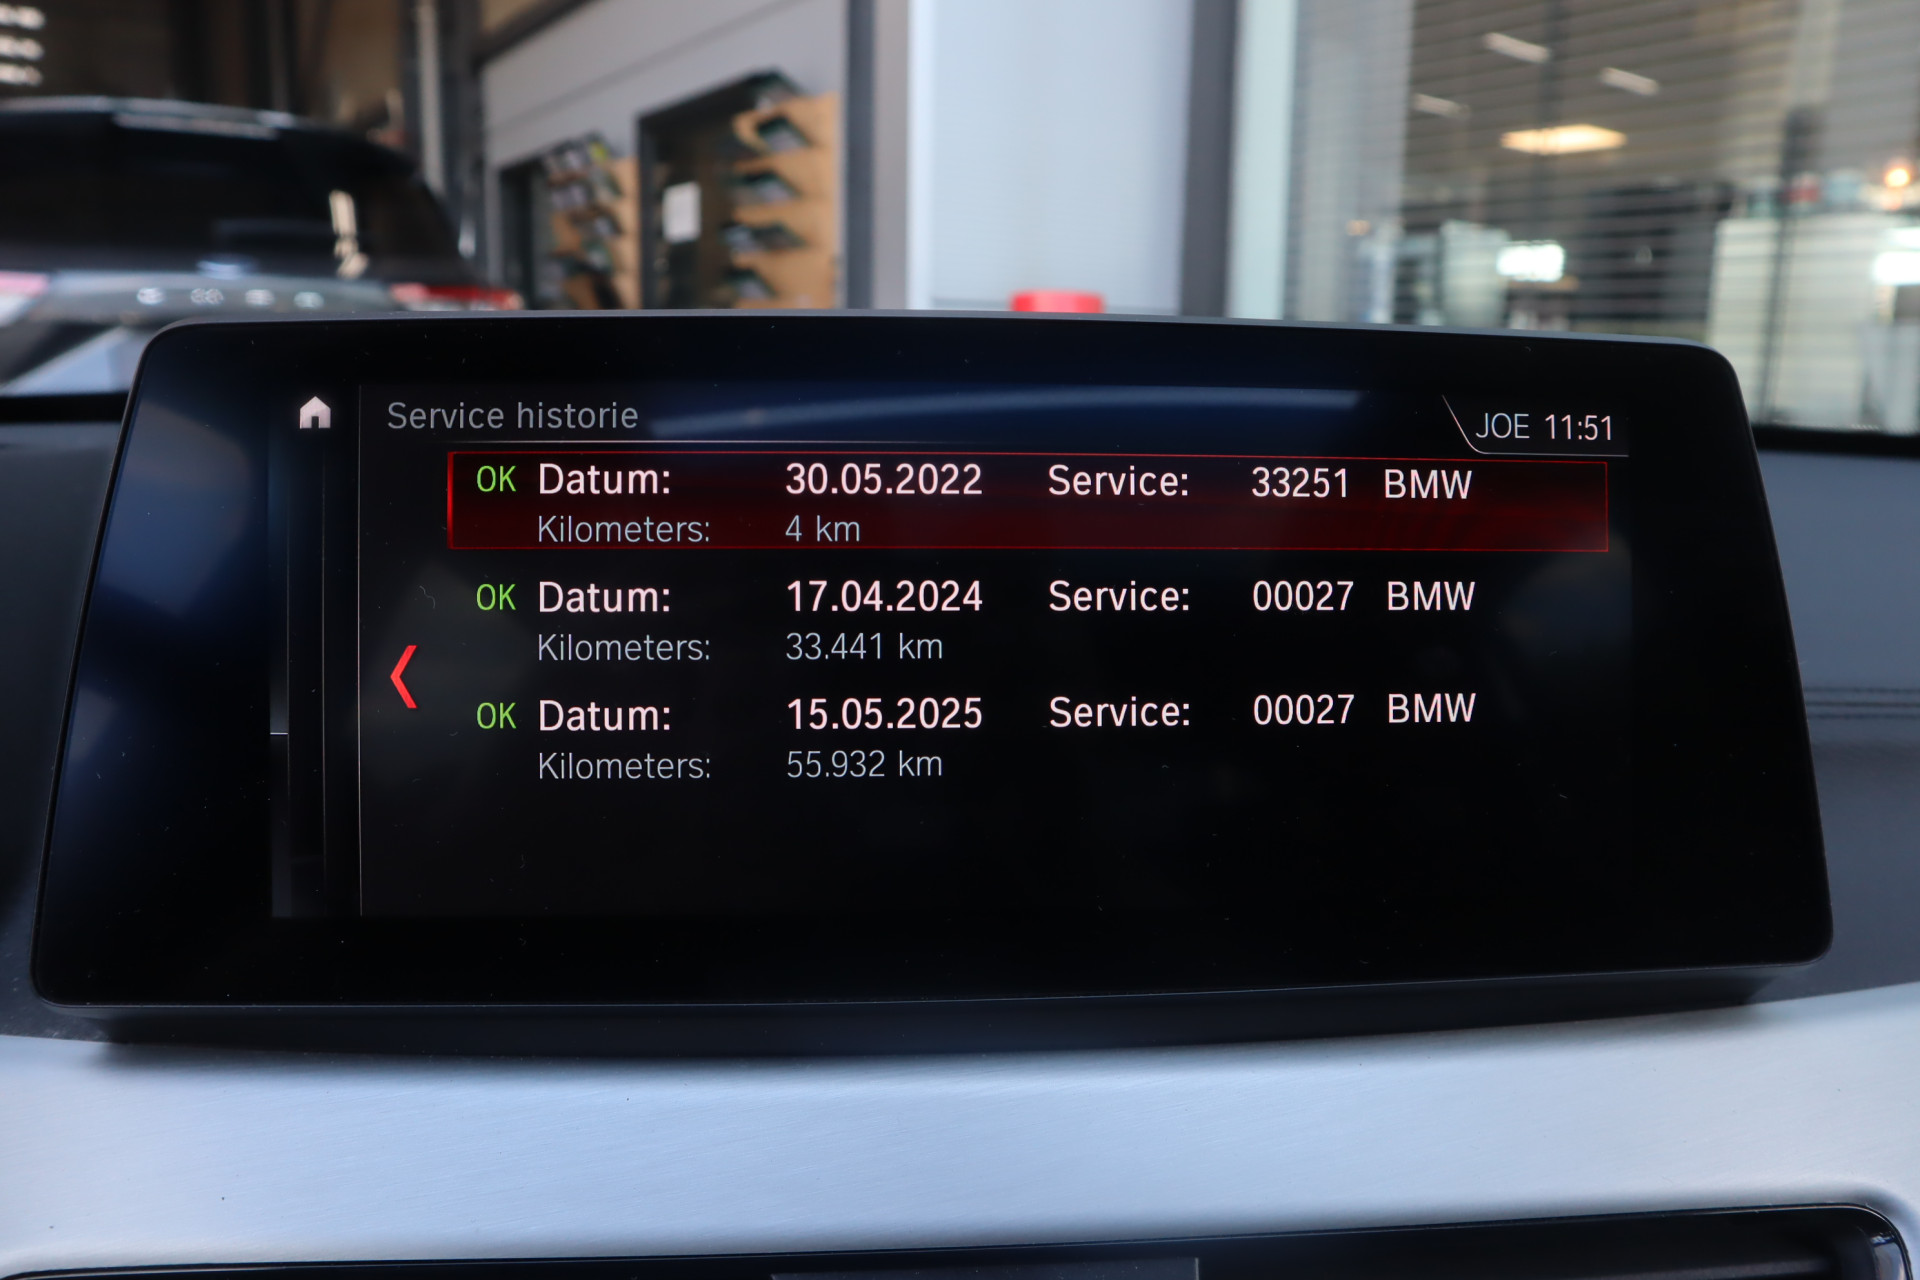 Service historie
JOE 11:51
OK Datum: 30.05.2022 Service: 33251 BMW
Kilometers: 4 km
OK Datum: 17.04.2024 Service: 00027 BMW
Kilometers: 33.441 km
OK Datum: 15.05.2025 Service: 00027 BMW
Kilometers: 55.932 km